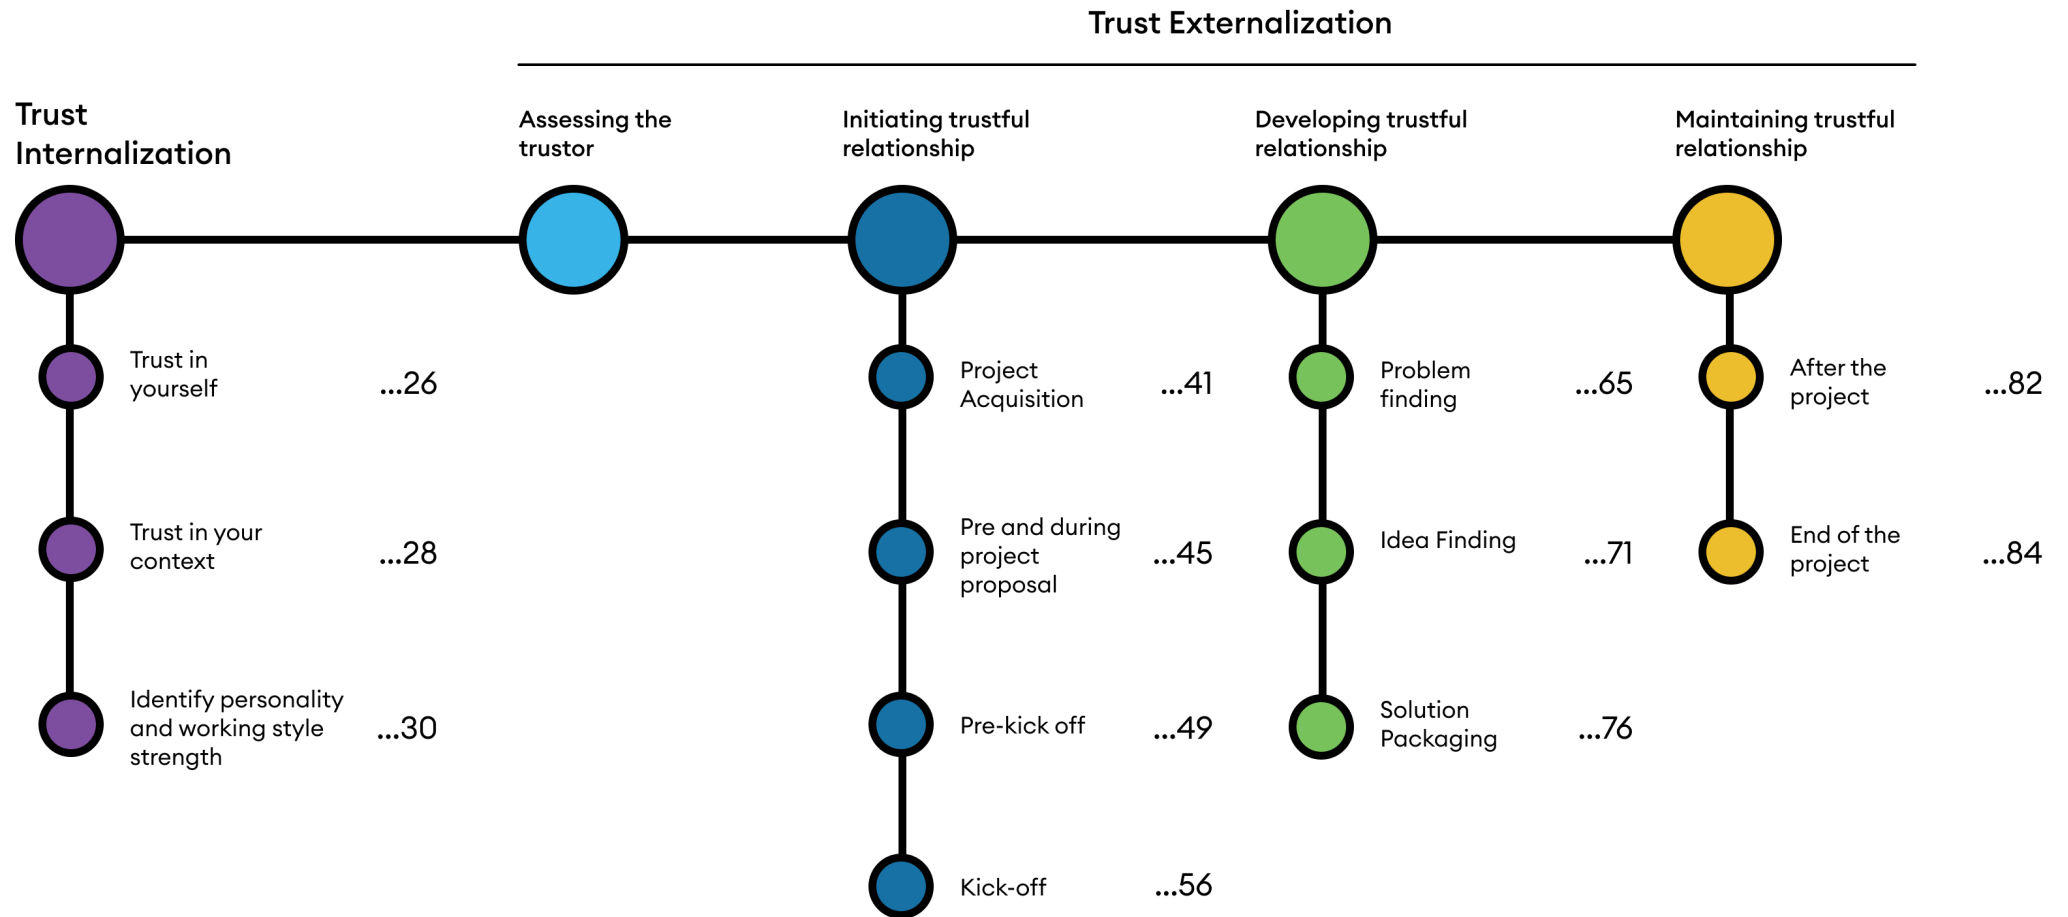 Trust Externalization
Trust
Internalization
Assessing the
trustor
Initiating trustful
relationship
Developing trustful
relationship
Maintaining trustful
relationship
Trust in
yourself
...26
Trust in your
context
...28
Identify personality
and working style
strength
...30
Project
Acquisition
...41
Pre and during
project
proposal
...45
Pre-kick off
...49
Kick-off
...56
Problem
finding
...65
Idea Finding
...71
Solution
Packaging
...76
After the
project
...82
End of the
project
...84